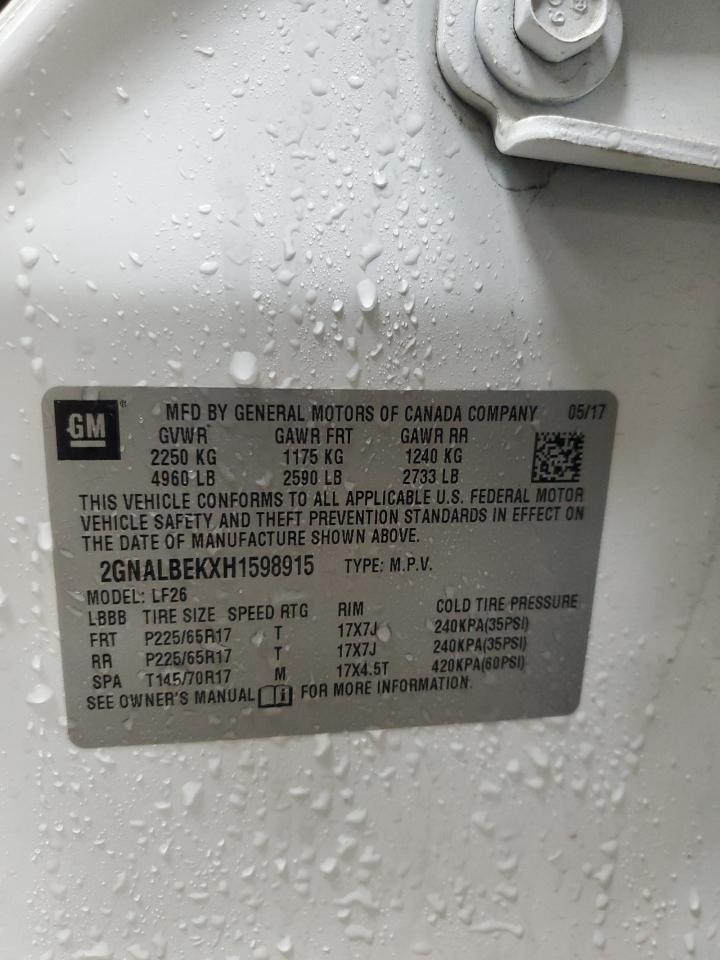 GM ® MFD BY GENERAL MOTORS OF CANADA COMPANY 05/17
GVWR GAWR FRT GAWR RR
2250 KG 1175 KG 1240 KG
4960 LB 2590 LB 2733 LB
THIS VEHICLE CONFORMS TO ALL APPLICABLE U.S. FEDERAL MOTOR
VEHICLE SAFETY AND THEFT PREVENTION STANDARDS IN EFFECT ON
THE DATE OF MANUFACTURE SHOWN ABOVE.
2GNALBEKXH1598915 TYPE: M.P.V.
MODEL: LF26
LBBB TIRE SIZE SPEED RTG RIM COLD TIRE PRESSURE
FRT P225/65R17 T 17X7J 240KPA(35PSI)
RR P225/65R17 T 17X7J 240KPA(35PSI)
SPA T145/70R17 M 17X4.5T 420KPA(60PSI)
SEE OWNER'S MANUAL FOR MORE INFORMATION.